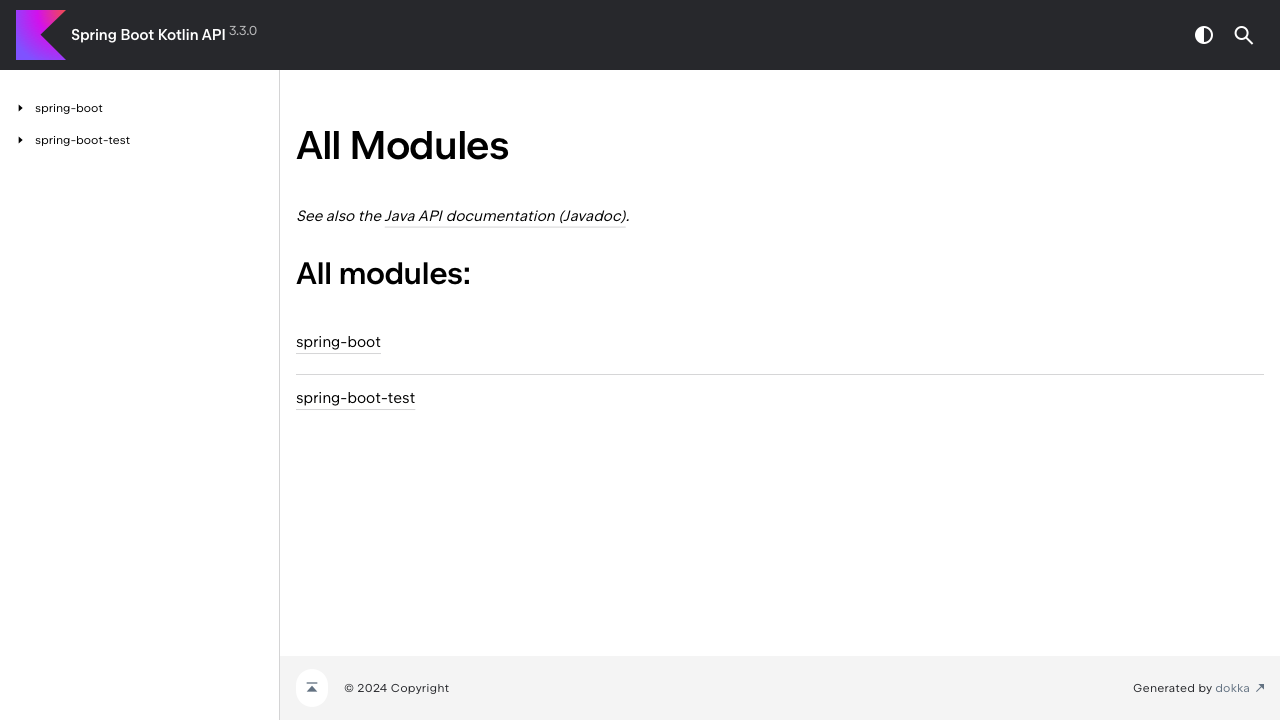 Spring Boot Kotlin API 3.3.0
spring-boot
spring-boot-test
All Modules
See also the Java API documentation (Javadoc).
All modules:
spring-boot
spring-boot-test
© 2024 Copyright
Generated by dokka